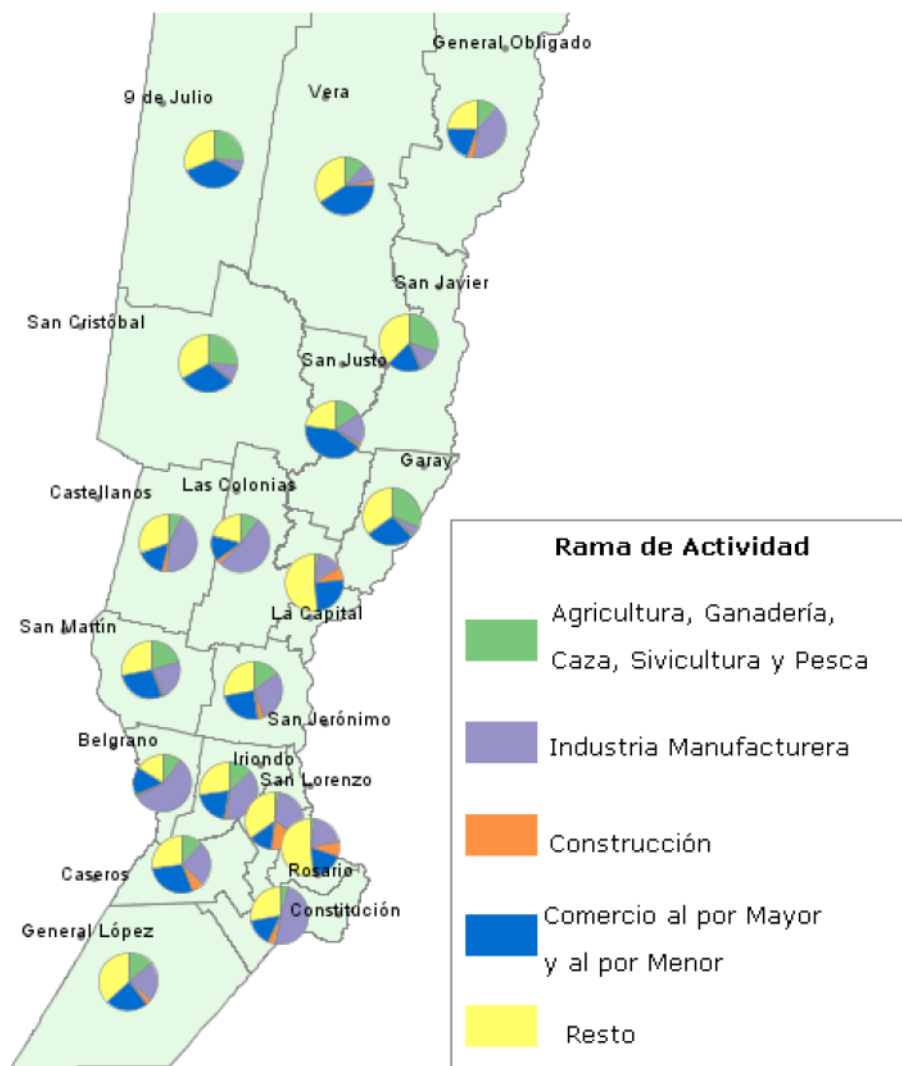 General Obligado
9 de Julio
Vera
San Javier
San Cristóbal
San Justo
Garay
Castellanos
Las Colonias
La Capital
San Martín
San Jerónimo
Belgrano
Iriondo
San Lorenzo
Caseros
Rosario
Constitución
General López
Rama de Actividad
Agricultura, Ganadería,
Caza, Sivicultura y Pesca
Industria Manufacturera
Construcción
Comercio al por Mayor
y al por Menor
Resto